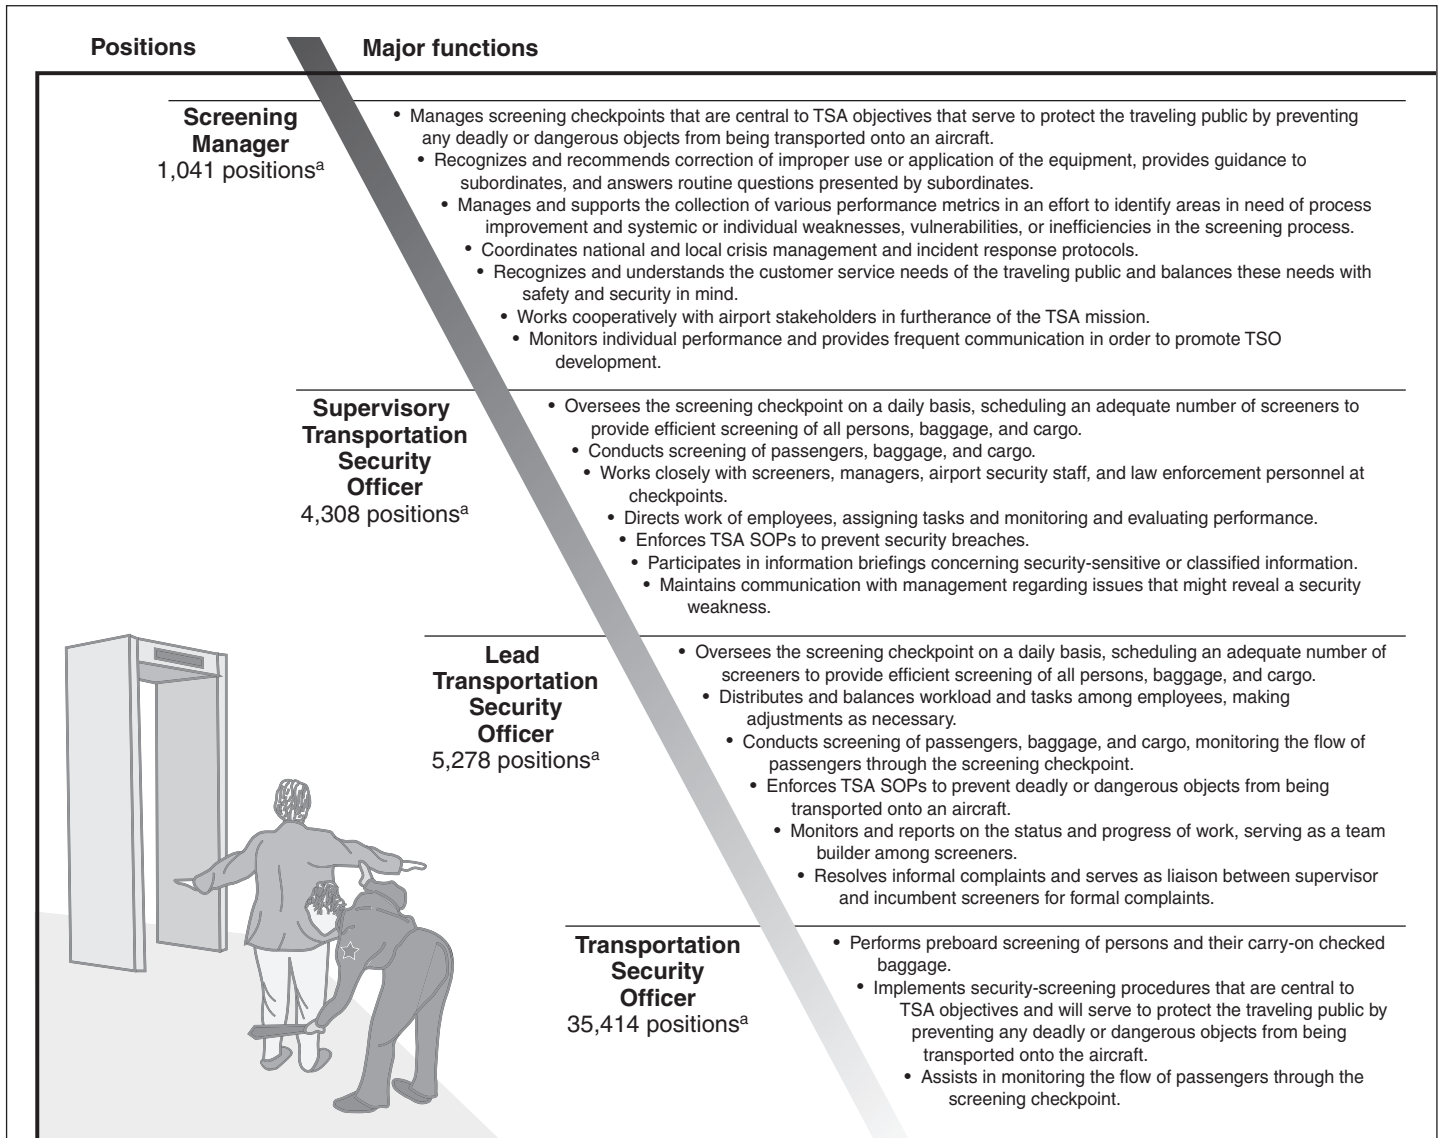 Positions
Major functions
Screening
Manager
1,041 positionsa
• Manages screening checkpoints that are central to TSA objectives that serve to protect the traveling public by preventing
any deadly or dangerous objects from being transported onto an aircraft.
• Recognizes and recommends correction of improper use or application of the equipment, provides guidance to
subordinates, and answers routine questions presented by subordinates.
• Manages and supports the collection of various performance metrics in an effort to identify areas in need of process
improvement and systemic or individual weaknesses, vulnerabilities, or inefficiencies in the screening process.
• Coordinates national and local crisis management and incident response protocols.
• Recognizes and understands the customer service needs of the traveling public and balances these needs with
safety and security in mind.
• Works cooperatively with airport stakeholders in furtherance of the TSA mission.
• Monitors individual performance and provides frequent communication in order to promote TSO
development.
Supervisory
Transportation
Security
Officer
4,308 positionsa
• Oversees the screening checkpoint on a daily basis, scheduling an adequate number of screeners to
provide efficient screening of all persons, baggage, and cargo.
• Conducts screening of passengers, baggage, and cargo.
• Works closely with screeners, managers, airport security staff, and law enforcement personnel at
checkpoints.
• Directs work of employees, assigning tasks and monitoring and evaluating performance.
• Enforces TSA SOPs to prevent security breaches.
• Participates in information briefings concerning security-sensitive or classified information.
• Maintains communication with management regarding issues that might reveal a security
weakness.
Lead
Transportation
Security
Officer
5,278 positionsa
• Oversees the screening checkpoint on a daily basis, scheduling an adequate number of
screeners to provide efficient screening of all persons, baggage, and cargo.
• Distributes and balances workload and tasks among employees, making
adjustments as necessary.
• Conducts screening of passengers, baggage, and cargo, monitoring the flow of
passengers through the screening checkpoint.
• Enforces TSA SOPs to prevent deadly or dangerous objects from being
transported onto an aircraft.
• Monitors and reports on the status and progress of work, serving as a team
builder among screeners.
• Resolves informal complaints and serves as liaison between supervisor
and incumbent screeners for formal complaints.
Transportation
Security
Officer
35,414 positionsa
• Performs preboard screening of persons and their carry-on checked
baggage.
• Implements security-screening procedures that are central to
TSA objectives and will serve to protect the traveling public by
preventing any deadly or dangerous objects from being
transported onto the aircraft.
• Assists in monitoring the flow of passengers through the
screening checkpoint.